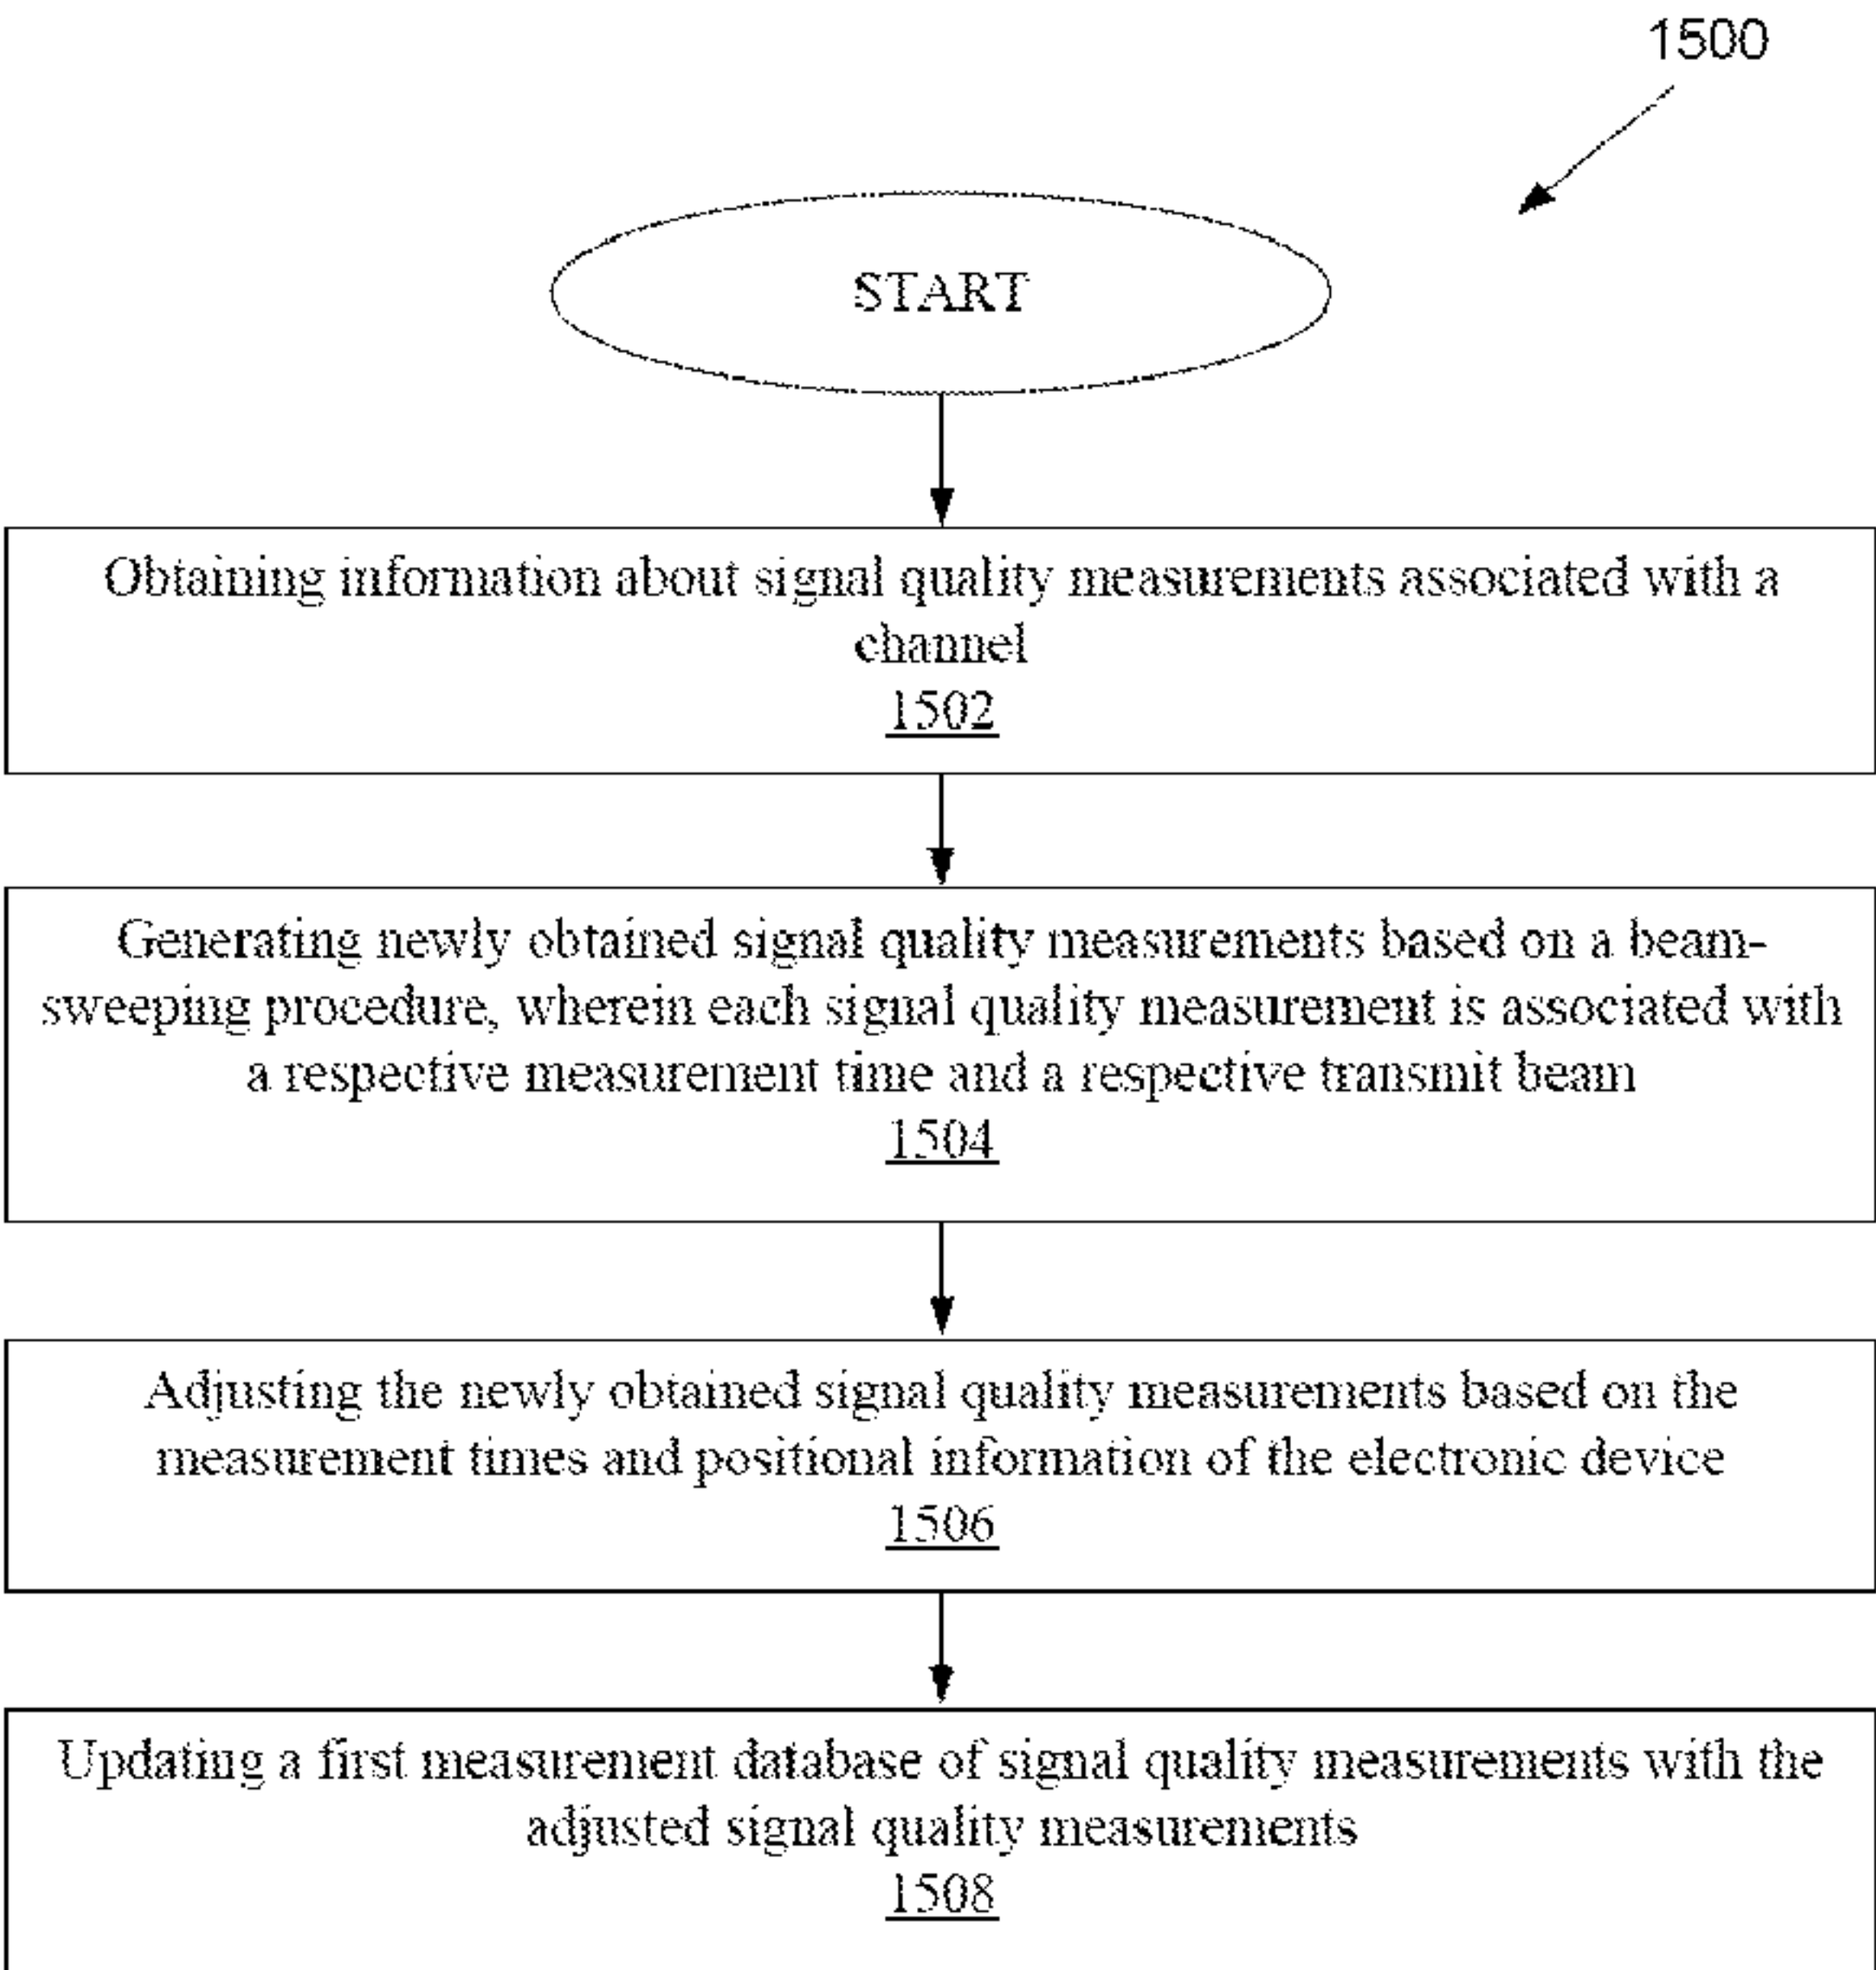 1500
START
Obtaining information about signal quality measurements associated with a
channel
1502
Generating newly obtained signal quality measurements based on a beam-
sweeping procedure, wherein each signal quality measurement is associated with
a respective measurement time and a respective transmit beam
1504
Adjusting the newly obtained signal quality measurements based on the
measurement times and positional information of the electronic device
1506
Updating a first measurement database of signal quality measurements with the
adjusted signal quality measurements
1508